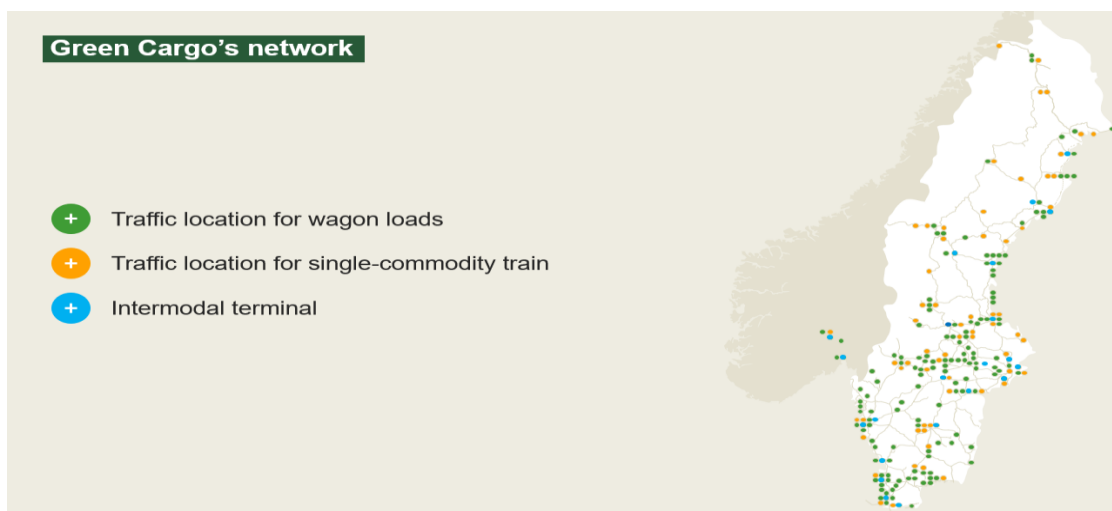 Green Cargo's network
Traffic location for wagon loads
Traffic location for single-commodity train
Intermodal terminal